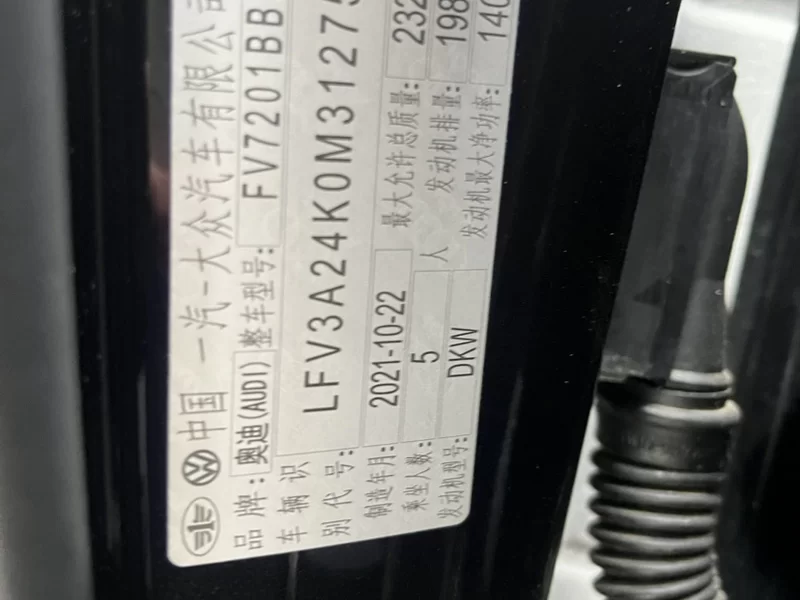 中国 一汽-大众汽车有限公司
品牌：奥迪(AUDI) 整车型号：FV7201BB
车辆识别代号：LFV3A24K0M31275
制造年月：2021-10-22 最大允许总质量：232
乘坐人数：5 人 发动机排量：198
发动机型号：DKW 发动机最大净功率：140